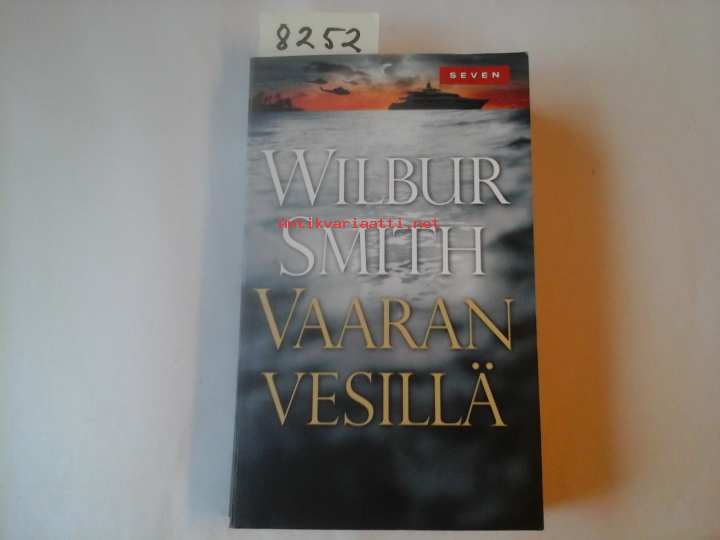 8252
SEVEN
WILBUR
Antikvariaatti.net
SMITH
VAARAN
VESILLÄ